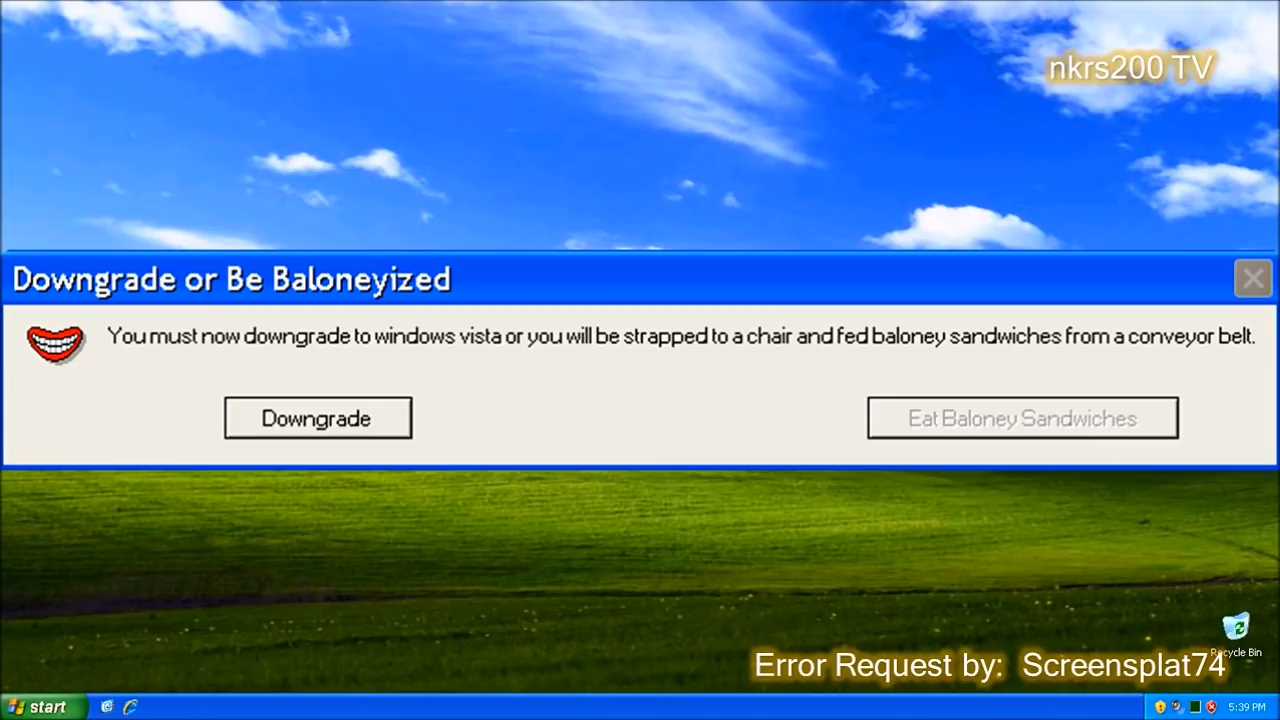 nkrs200 TV
Downgrade or Be Baloneyized
You must now downgrade to windows vista or you will be strapped to a chair and fed baloney sandwiches from a conveyor belt.
Downgrade
Eat Baloney Sandwiches
Recycle Bin
Error Request by: Screensplat74
start
5:39 PM